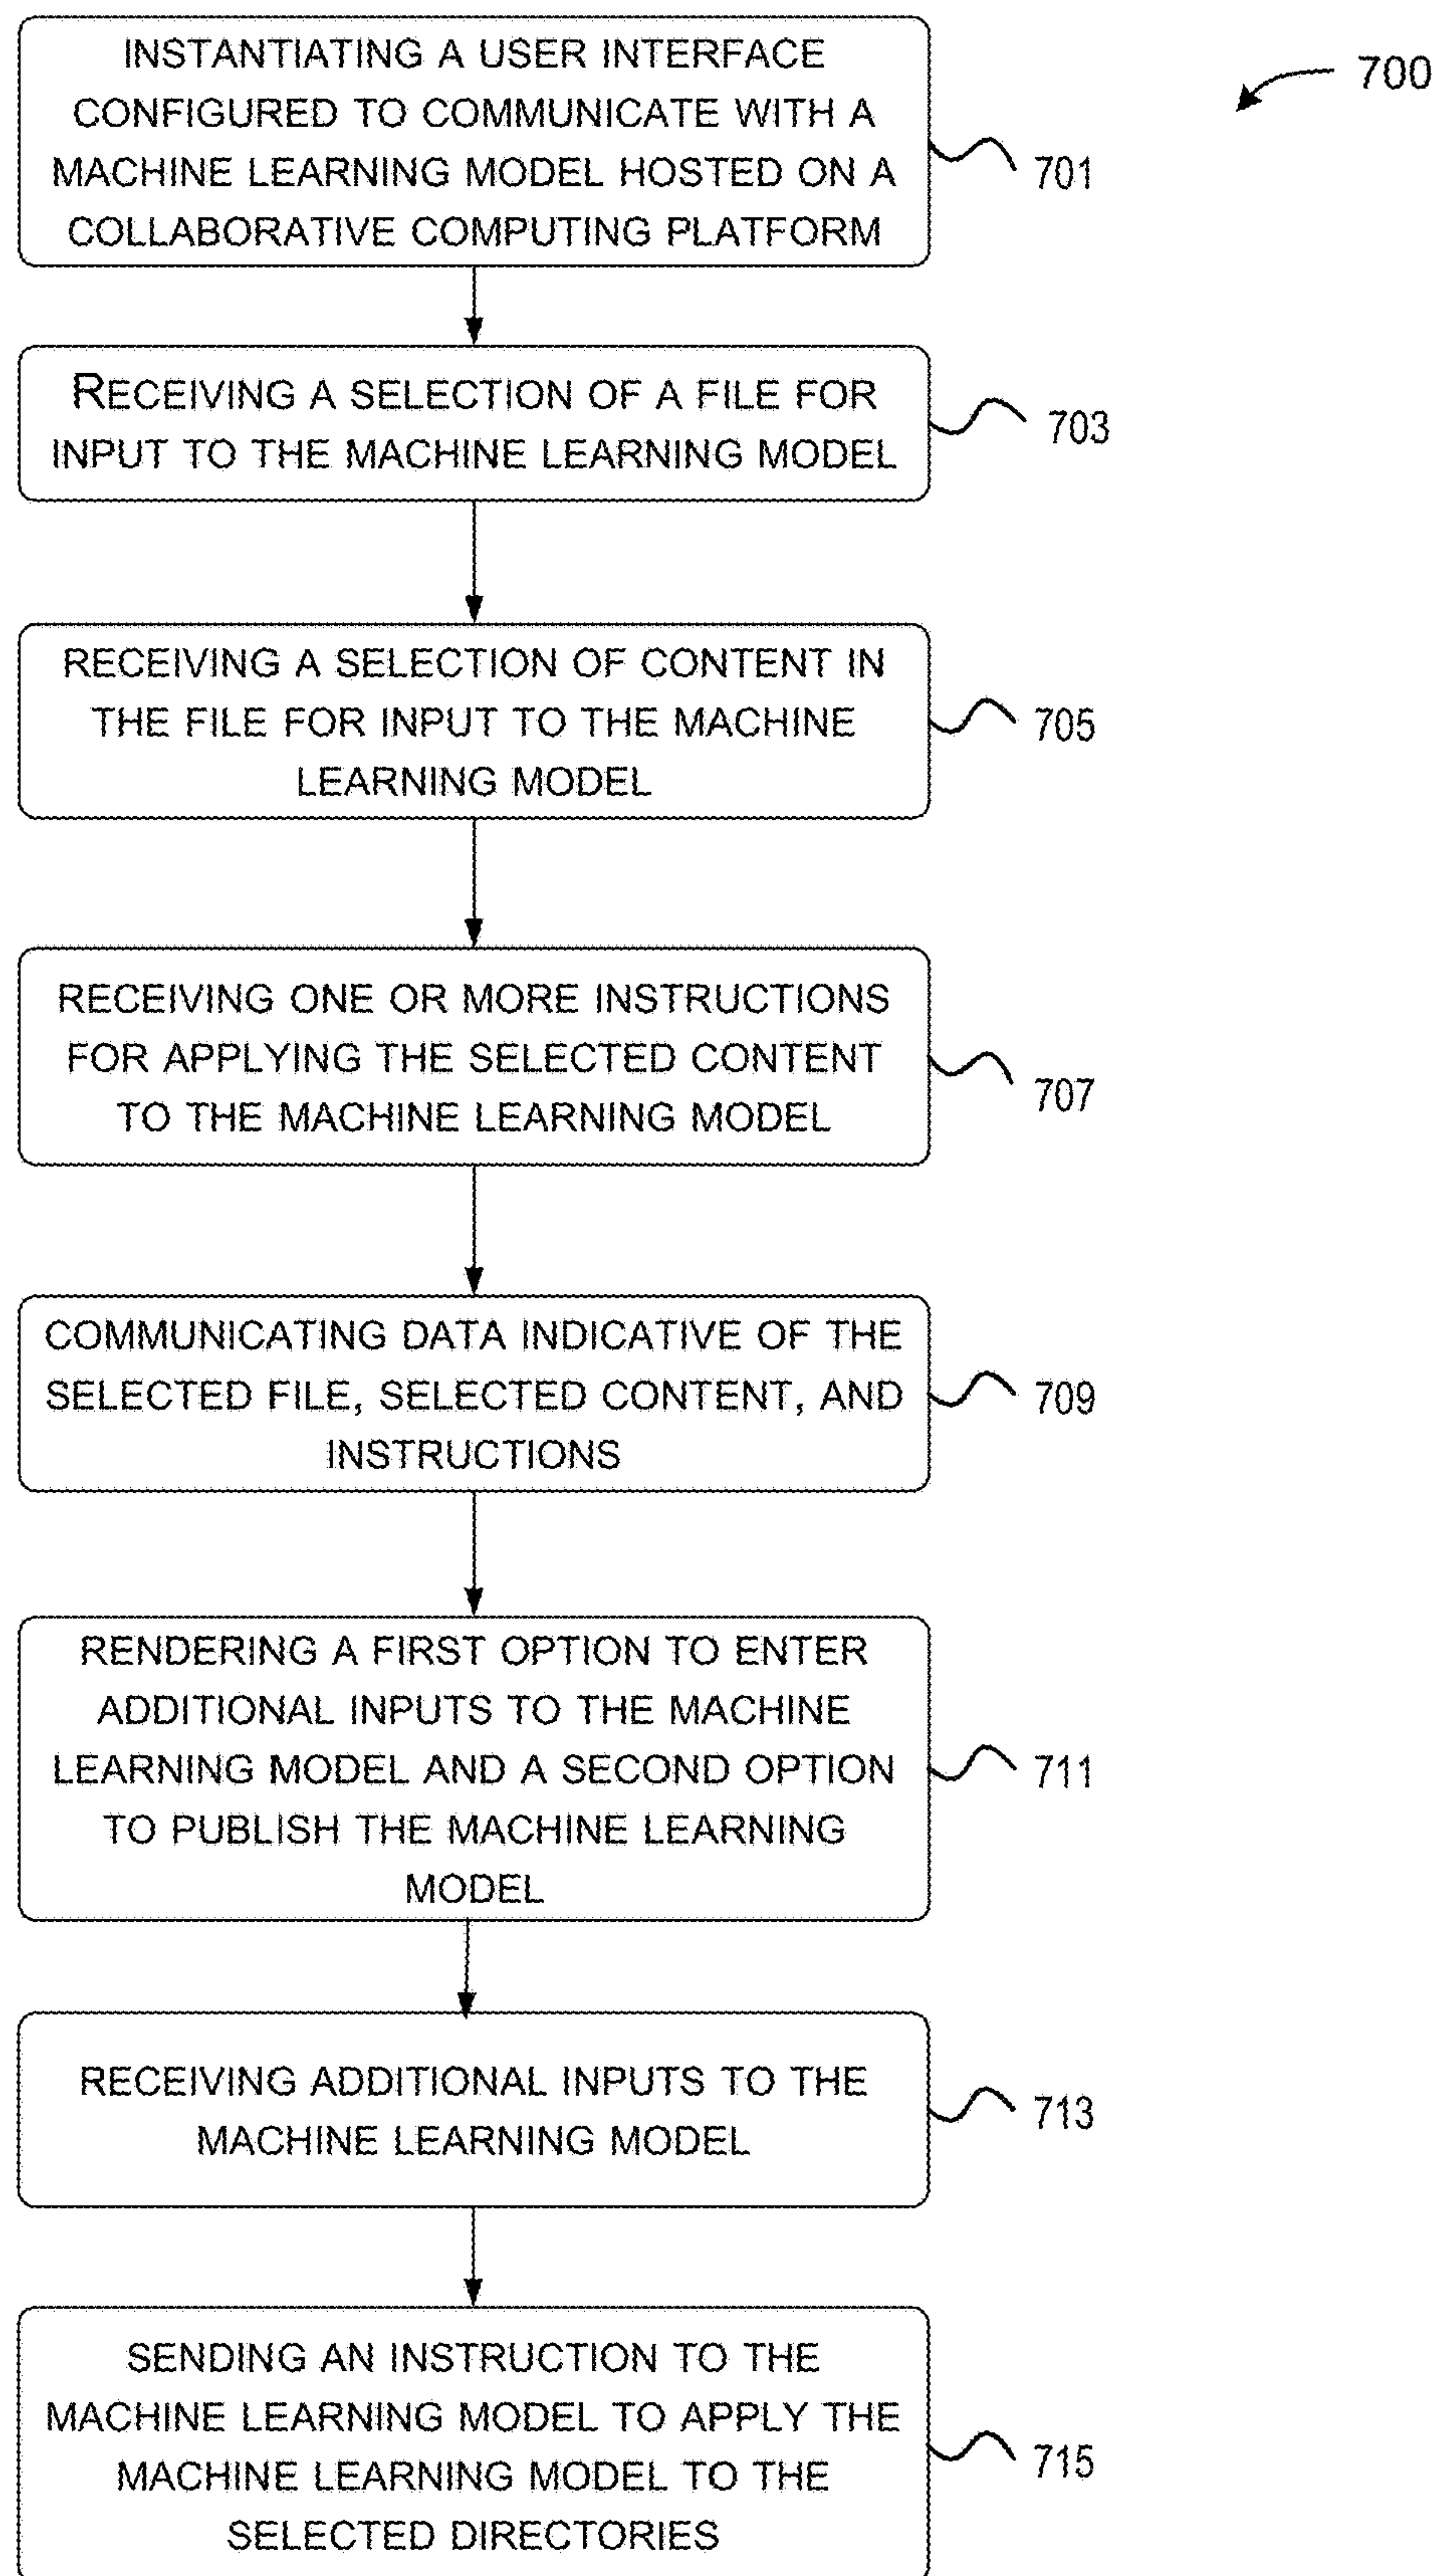 INSTANTIATING A USER INTERFACE
CONFIGURED TO COMMUNICATE WITH A
MACHINE LEARNING MODEL HOSTED ON A
COLLABORATIVE COMPUTING PLATFORM
700
701
RECEIVING A SELECTION OF A FILE FOR
INPUT TO THE MACHINE LEARNING MODEL
703
RECEIVING A SELECTION OF CONTENT IN
THE FILE FOR INPUT TO THE MACHINE
LEARNING MODEL
705
RECEIVING ONE OR MORE INSTRUCTIONS
FOR APPLYING THE SELECTED CONTENT
TO THE MACHINE LEARNING MODEL
707
COMMUNICATING DATA INDICATIVE OF THE
SELECTED FILE, SELECTED CONTENT, AND
INSTRUCTIONS
709
RENDERING A FIRST OPTION TO ENTER
ADDITIONAL INPUTS TO THE MACHINE
LEARNING MODEL AND A SECOND OPTION
TO PUBLISH THE MACHINE LEARNING
MODEL
711
RECEIVING ADDITIONAL INPUTS TO THE
MACHINE LEARNING MODEL
713
SENDING AN INSTRUCTION TO THE
MACHINE LEARNING MODEL TO APPLY THE
MACHINE LEARNING MODEL TO THE
SELECTED DIRECTORIES
715